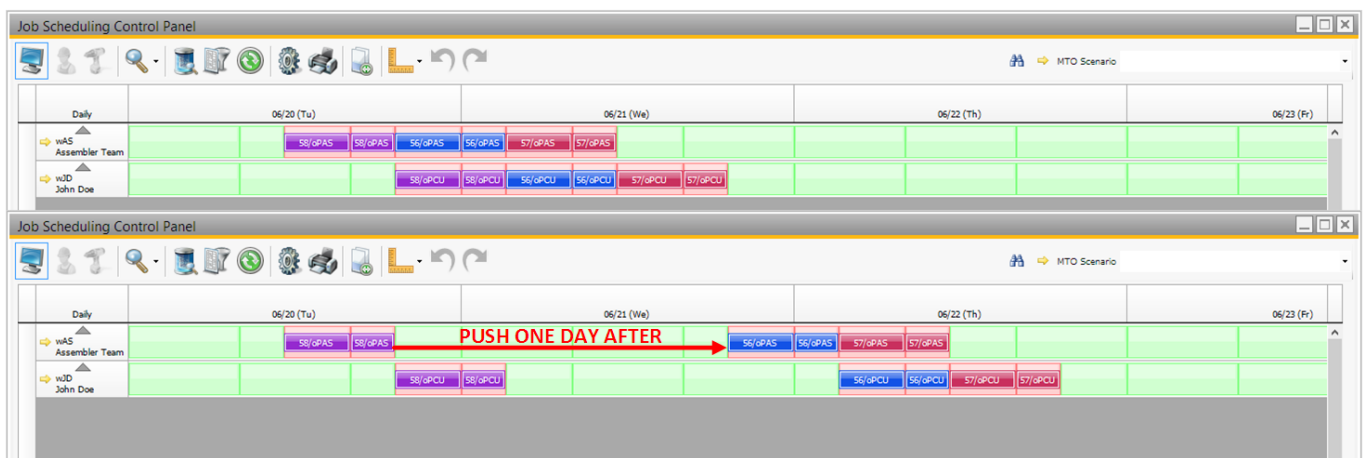 Job Scheduling Control Panel
MTO Scenario
Daily 06/20 (Tu) 06/21 (We) 06/22 (Th) 06/23 (Fr)
wAS 58/oPAS 58/oPAS 56/oPAS 56/oPAS 57/oPAS 57/oPAS
Assembler Team
wJD 58/oPCU 58/oPCU 56/oPCU 56/oPCU 57/oPCU 57/oPCU
John Doe
Job Scheduling Control Panel
MTO Scenario
Daily 06/20 (Tu) 06/21 (We) 06/22 (Th) 06/23 (Fr)
wAS 58/oPAS 58/oPAS PUSH ONE DAY AFTER 56/oPAS 56/oPAS 57/oPAS 57/oPAS
Assembler Team
wJD 58/oPCU 58/oPCU 56/oPCU 56/oPCU 57/oPCU 57/oPCU
John Doe